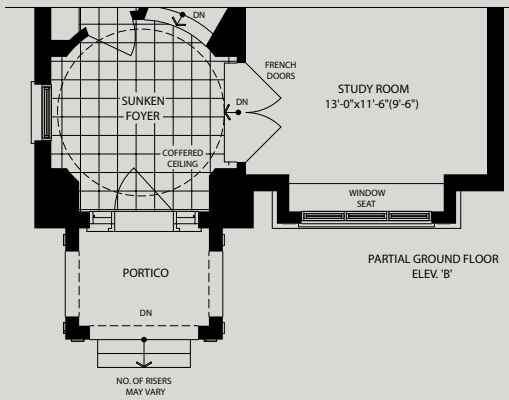 DN
FRENCH
DOORS
STUDY ROOM
13'-0"x11'-6"(9'-6")
SUNKEN
FOYER
DN
COFFERED
CEILING
WINDOW
SEAT
PARTIAL GROUND FLOOR
ELEV. 'B'
PORTICO
DN
NO. OF RISERS
MAY VARY